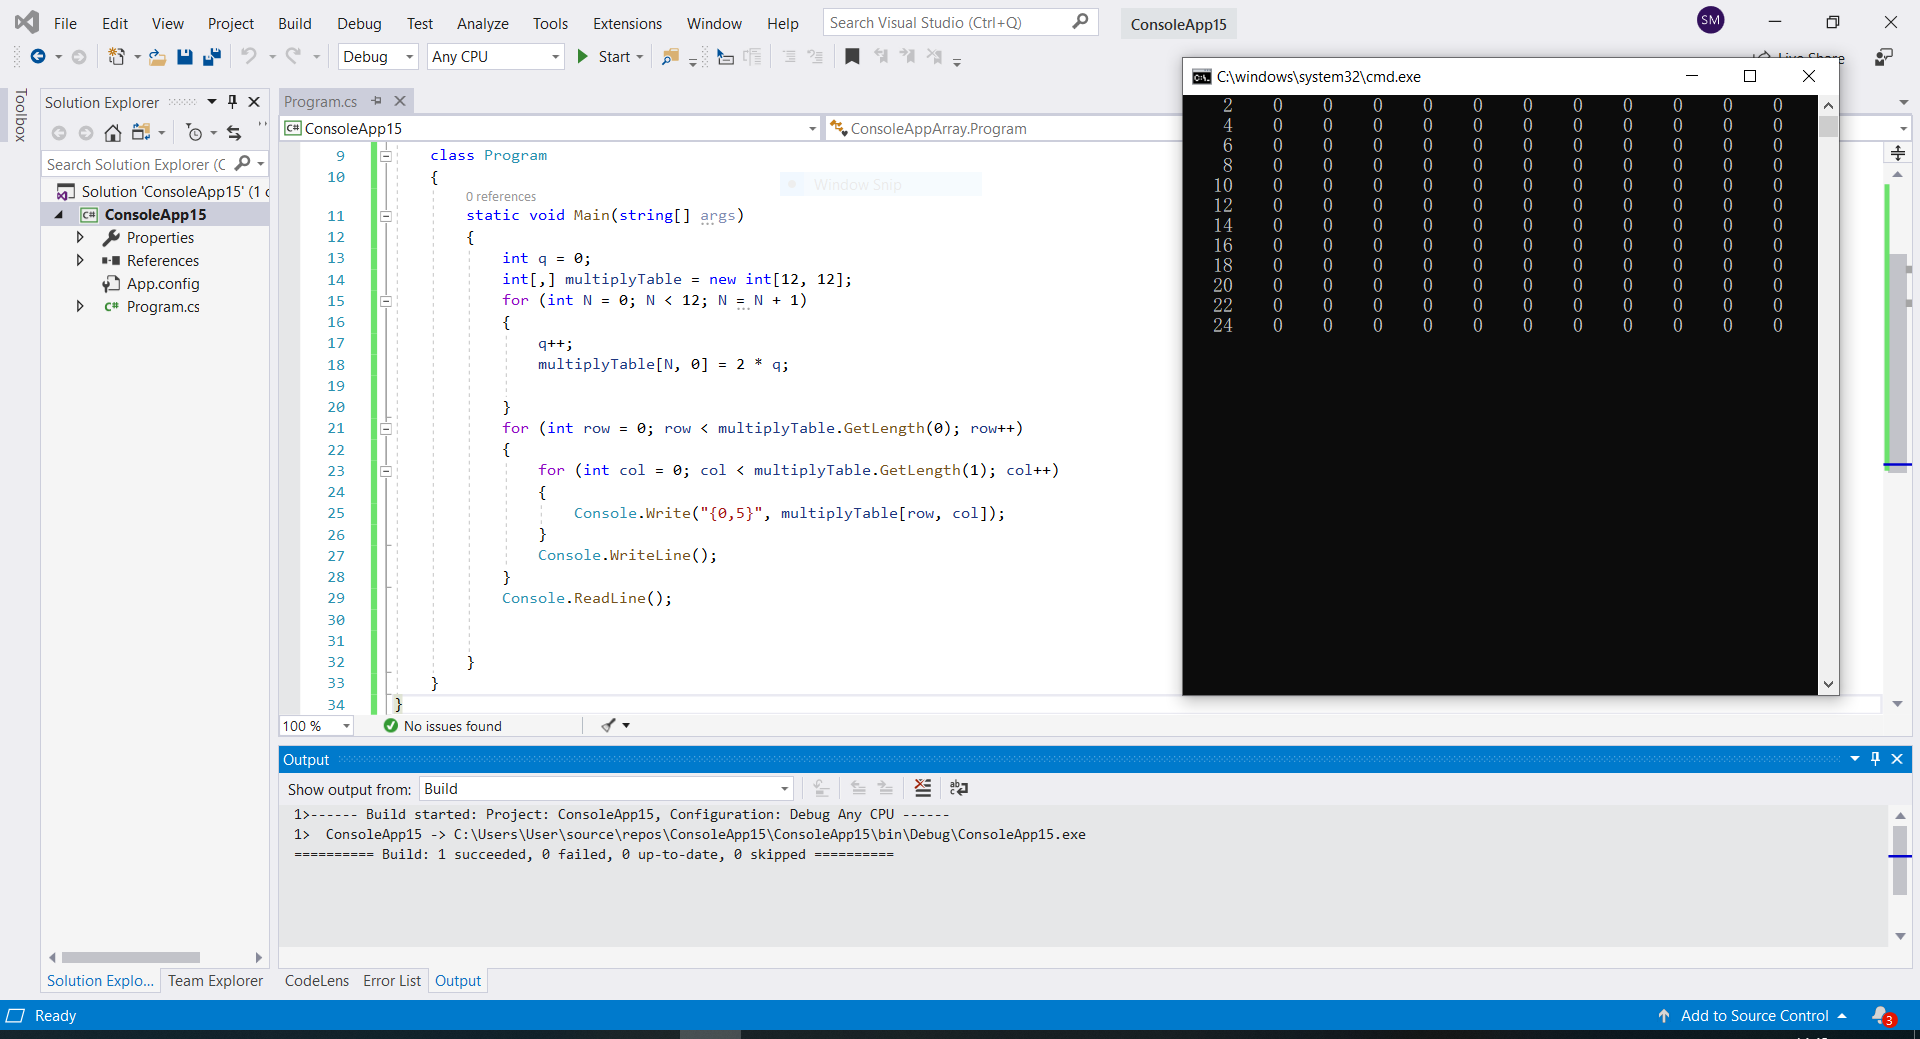 File Edit View Project Build Debug Test Analyze Tools Extensions Window Help Search Visual Studio (Ctrl+Q) ConsoleApp15 SM
Debug Any CPU Start Live Share
Toolbox
Solution Explorer
Search Solution Explorer (C
Solution 'ConsoleApp15' (1 c
C# ConsoleApp15
Properties
References
App.config
C# Program.cs
Solution Explo... Team Explorer
Program.cs
C# ConsoleApp15 ConsoleAppArray.Program
Window Snip
9 class Program
10 {
0 references
11 static void Main(string[] args)
12 {
13 int q = 0;
14 int[,] multiplyTable = new int[12, 12];
15 for (int N = 0; N < 12; N = N + 1)
16 {
17 q++;
18 multiplyTable[N, 0] = 2 * q;
19
20 }
21 for (int row = 0; row < multiplyTable.GetLength(0); row++)
22 {
23 for (int col = 0; col < multiplyTable.GetLength(1); col++)
24 {
25 Console.Write("{0,5}", multiplyTable[row, col]);
26 }
27 Console.WriteLine();
28 }
29 Console.ReadLine();
30
31
32 }
33 }
34 }
100 % No issues found
C:\windows\system32\cmd.exe
2 0 0 0 0 0 0 0 0 0 0 0
4 0 0 0 0 0 0 0 0 0 0 0
6 0 0 0 0 0 0 0 0 0 0 0
8 0 0 0 0 0 0 0 0 0 0 0
10 0 0 0 0 0 0 0 0 0 0 0
12 0 0 0 0 0 0 0 0 0 0 0
14 0 0 0 0 0 0 0 0 0 0 0
16 0 0 0 0 0 0 0 0 0 0 0
18 0 0 0 0 0 0 0 0 0 0 0
20 0 0 0 0 0 0 0 0 0 0 0
22 0 0 0 0 0 0 0 0 0 0 0
24 0 0 0 0 0 0 0 0 0 0 0
Output
Show output from: Build
1>------ Build started: Project: ConsoleApp15, Configuration: Debug Any CPU ------
1> ConsoleApp15 -> C:\Users\User\source\repos\ConsoleApp15\ConsoleApp15\bin\Debug\ConsoleApp15.exe
========== Build: 1 succeeded, 0 failed, 0 up-to-date, 0 skipped ==========
CodeLens Error List Output
Ready Add to Source Control 3